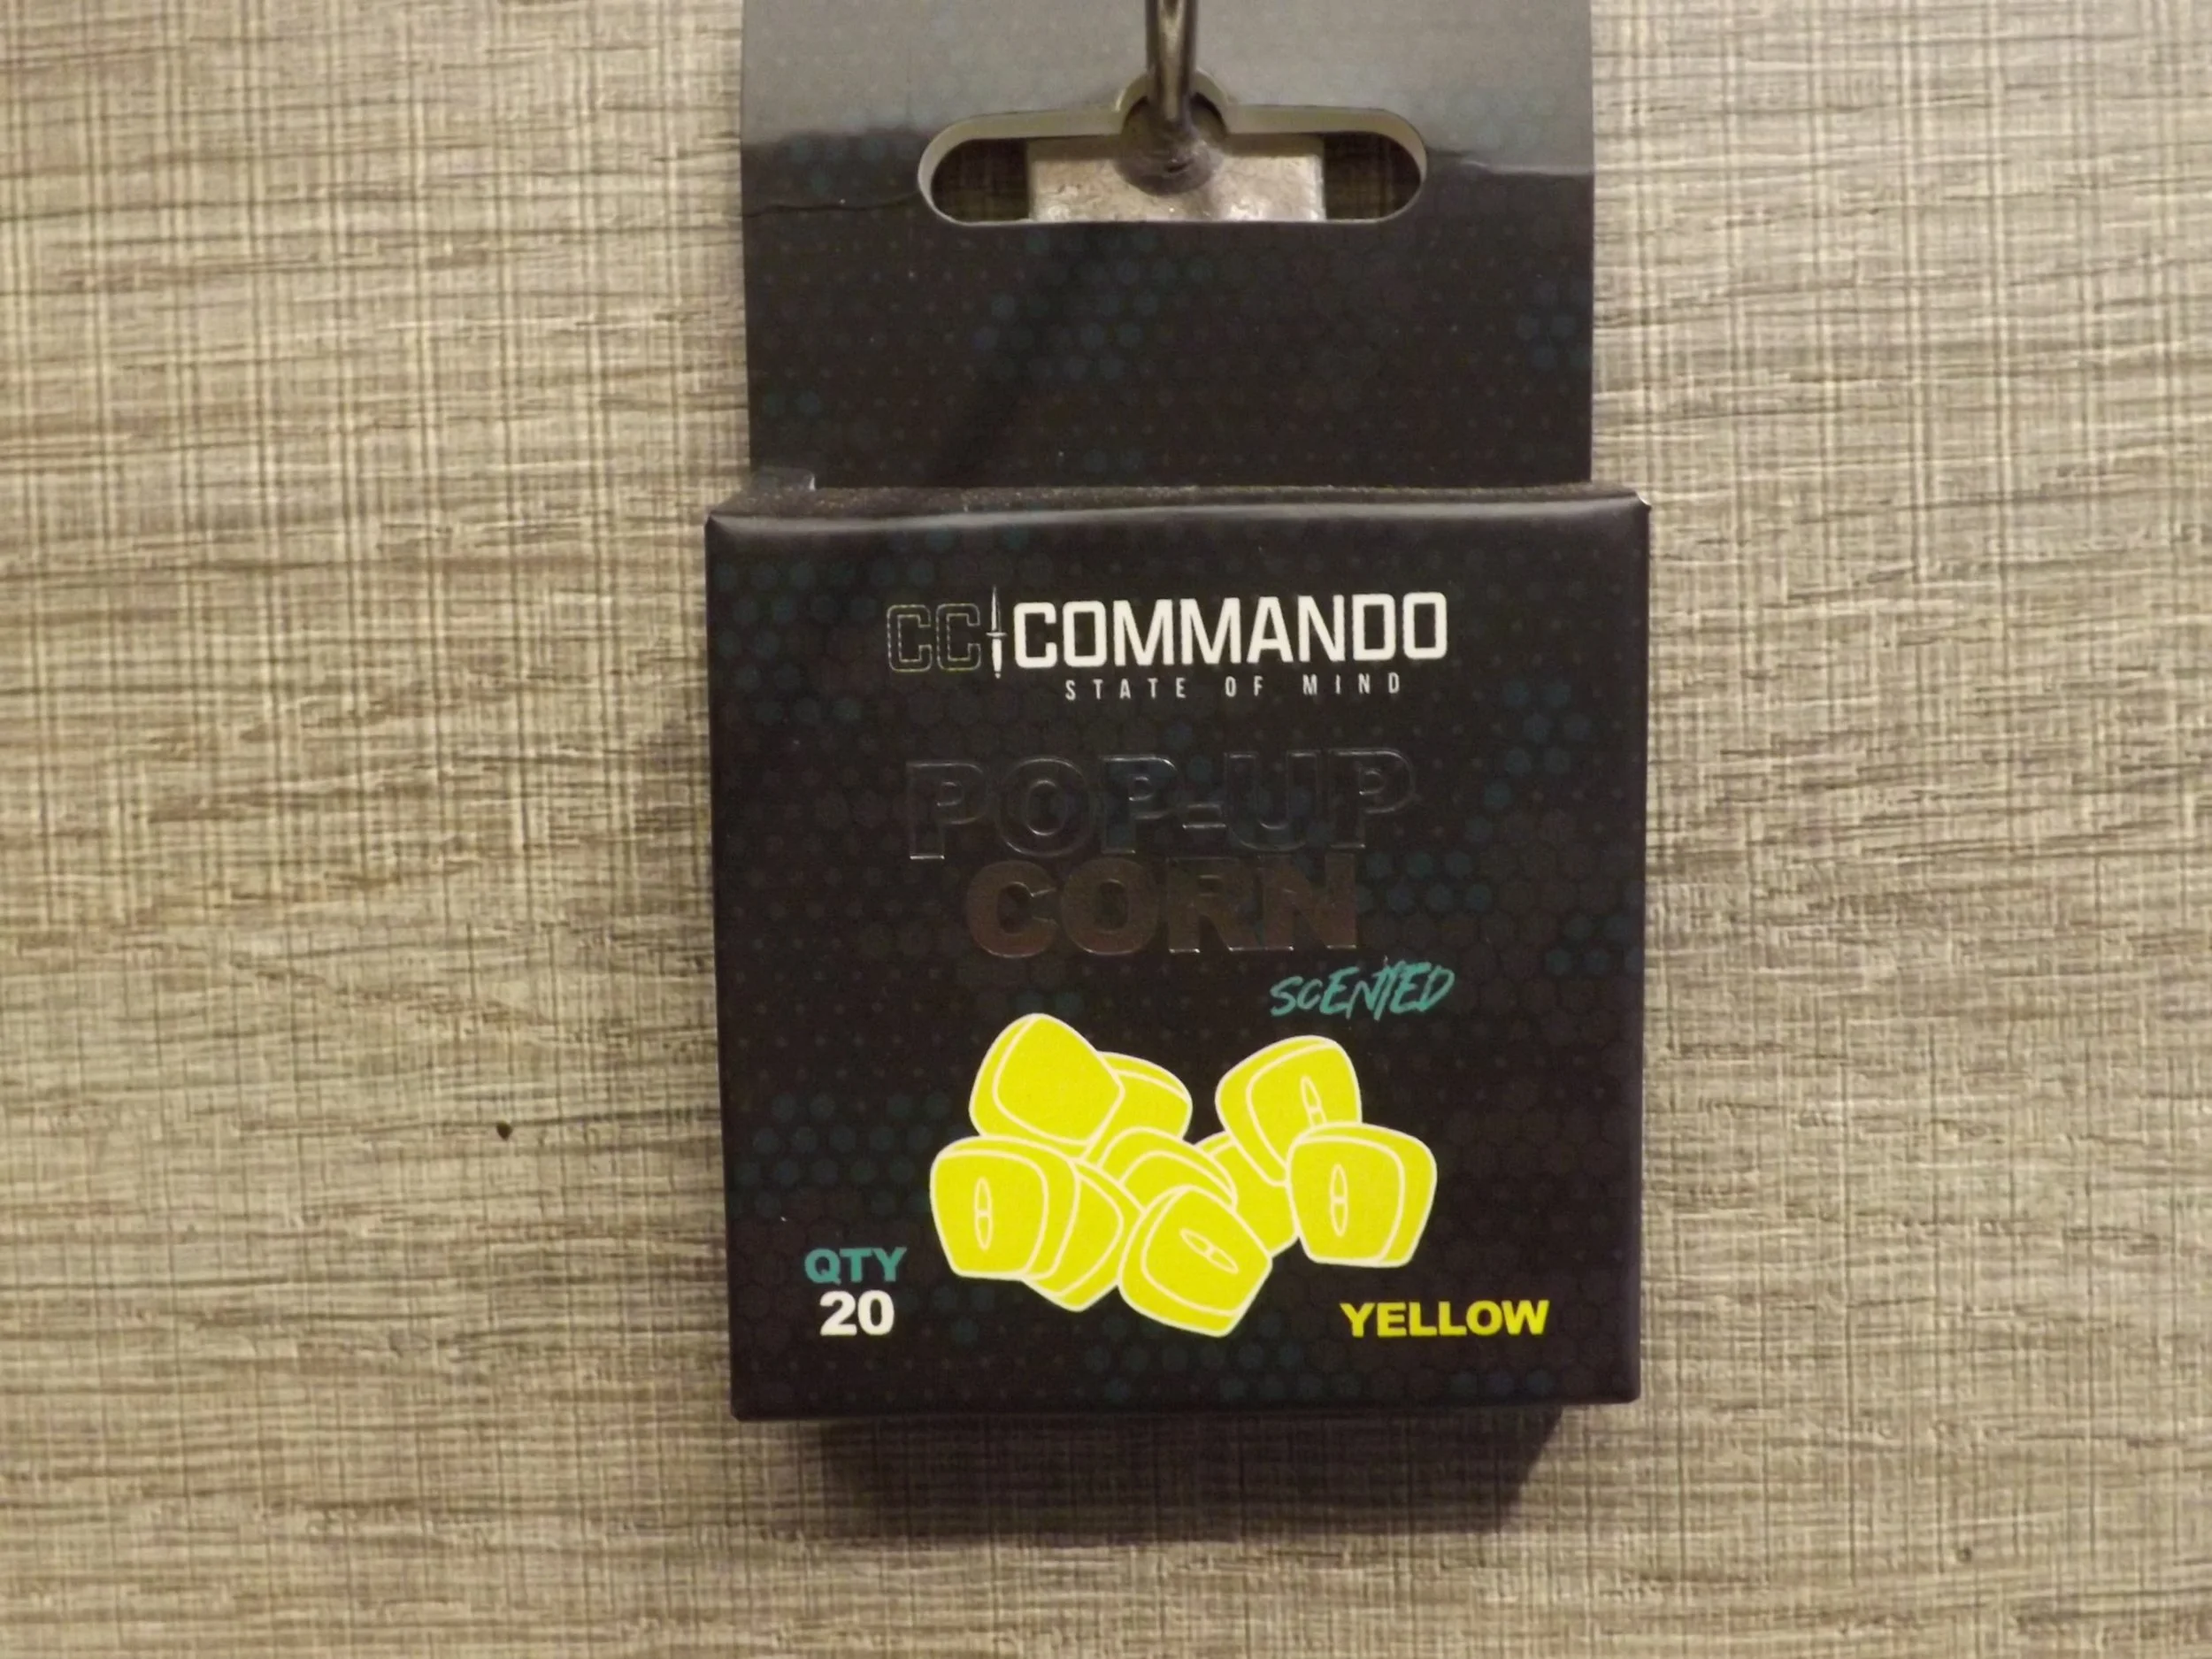 CC COMMANDO
STATE OF MIND
POP-UP
CORN
SCENTED
QTY
20
YELLOW